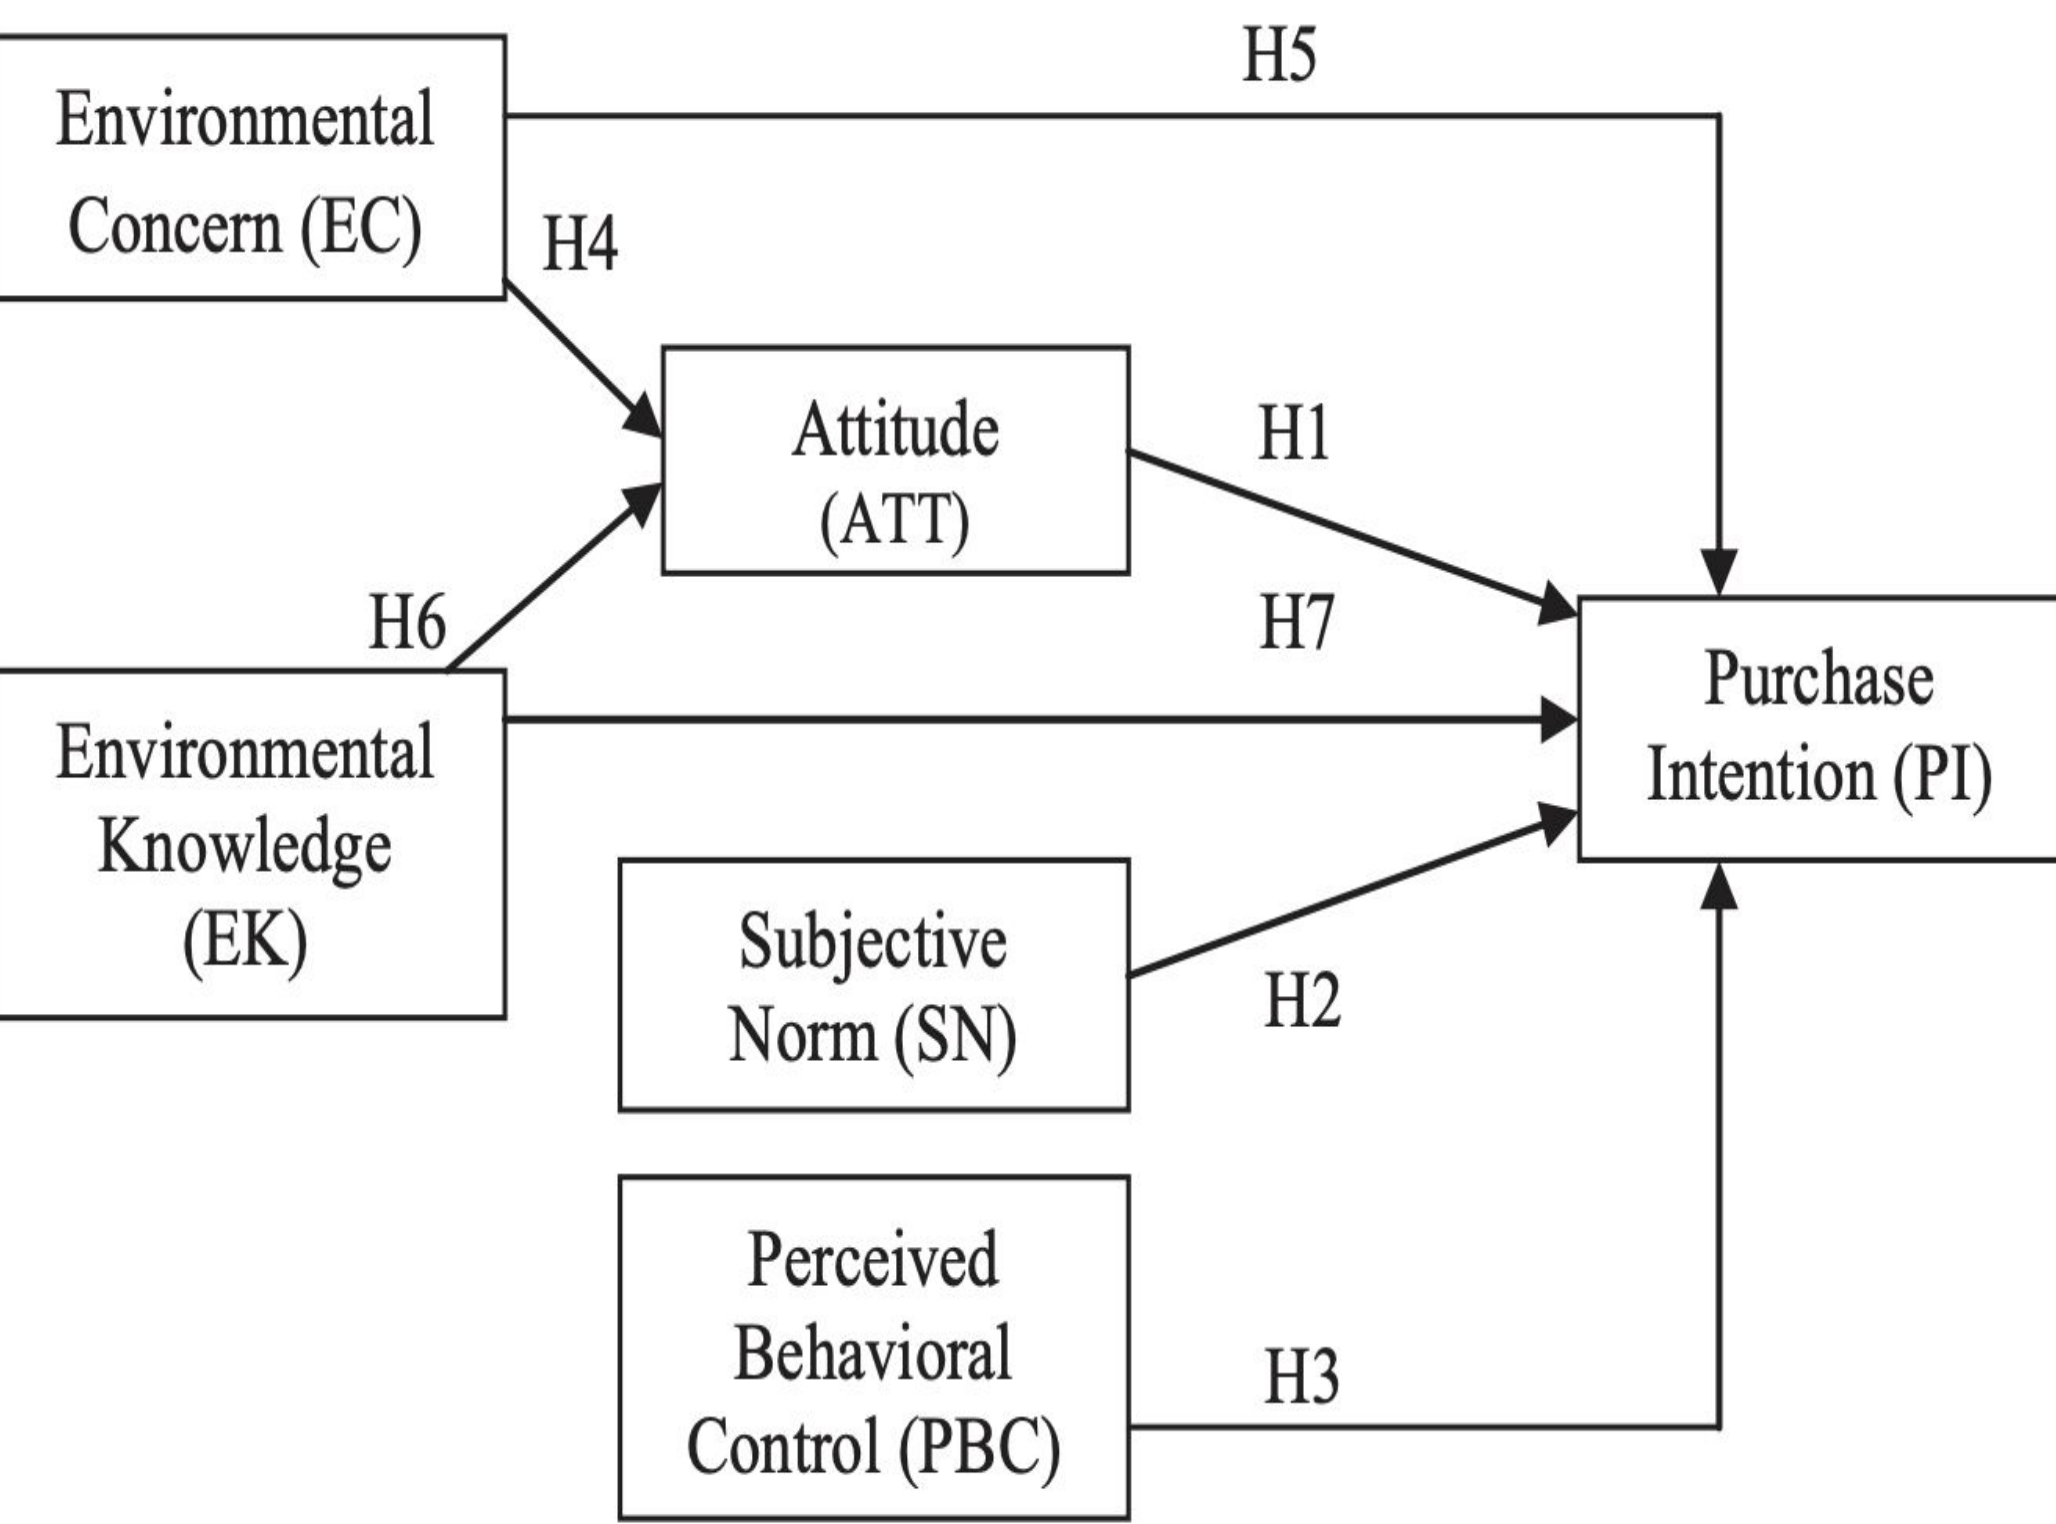 H5
Environmental
Concern (EC)
H4
Attitude
(ATT)
H1
H6
H7
Environmental
Knowledge
(EK)
Purchase
Intention (PI)
Subjective
Norm (SN)
H2
Perceived
Behavioral
Control (PBC)
H3